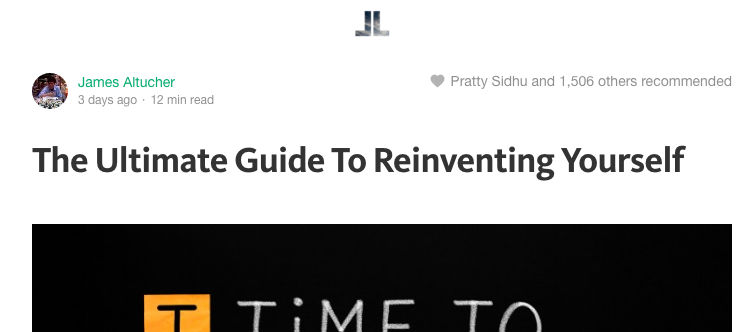 JL
James Altucher
Pratty Sidhu and 1,506 others recommended
3 days ago · 12 min read
The Ultimate Guide To Reinventing Yourself
T TiME TO